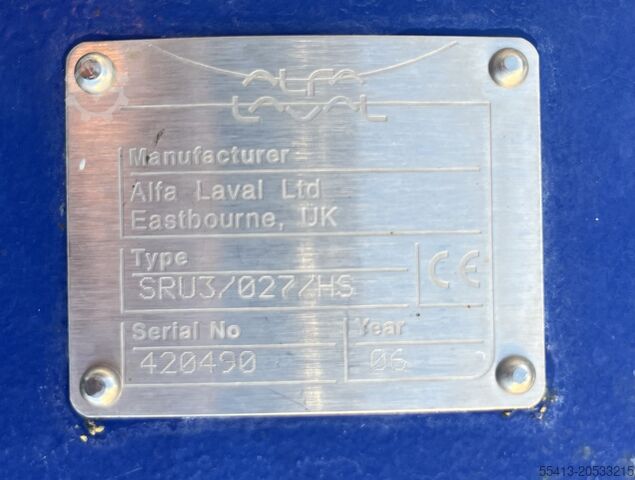 ALFA
LAVAL
Manufacturer
Alfa Laval Ltd
Eastbourne, UK
Type
SRU3/027/HS
CE
Serial No
Year
420490
06
55413-20533215